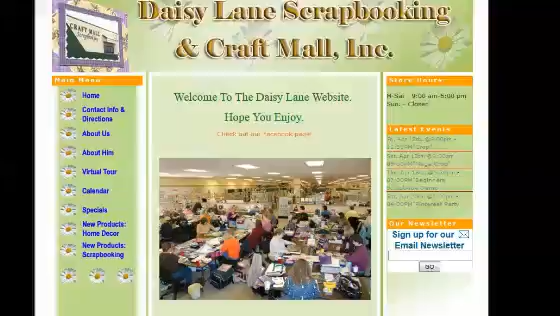 Daisy Lane Scrapbooking
& Craft Mall, Inc.
CRAFT MALL
Main Menu
Home
Contact Info &
Directions
About Us
About Him
Virtual Tour
Calendar
Specials
New Products:
Home Decor
New Products:
Scrapbooking
Welcome To The Daisy Lane Website.
Hope You Enjoy.
Check out our Facebook page!
Store Hours
M-Sat 9:00 am-5:00 pm
Sun. - Closed
Latest Events
Our Newsletter
Sign up for our
Email Newsletter
GO